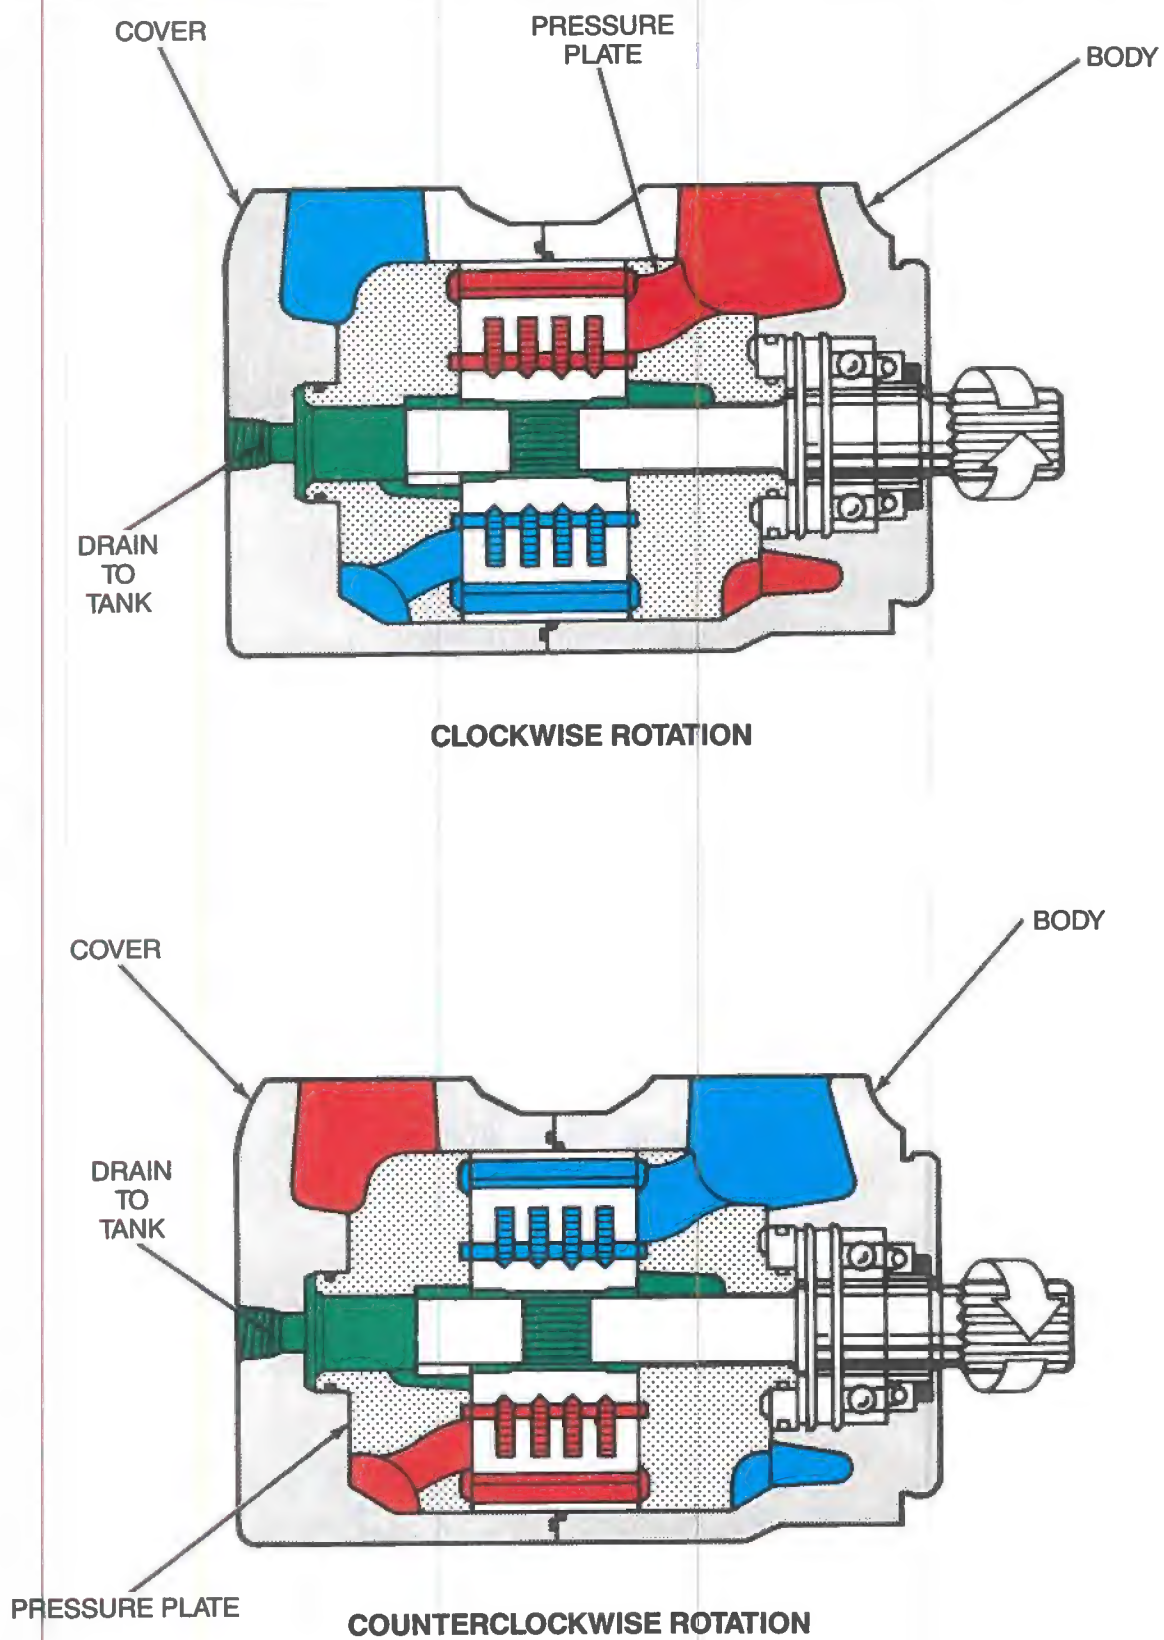 COVER
PRESSURE
PLATE
BODY
DRAIN
TO
TANK
CLOCKWISE ROTATION
COVER
BODY
DRAIN
TO
TANK
PRESSURE PLATE
COUNTERCLOCKWISE ROTATION